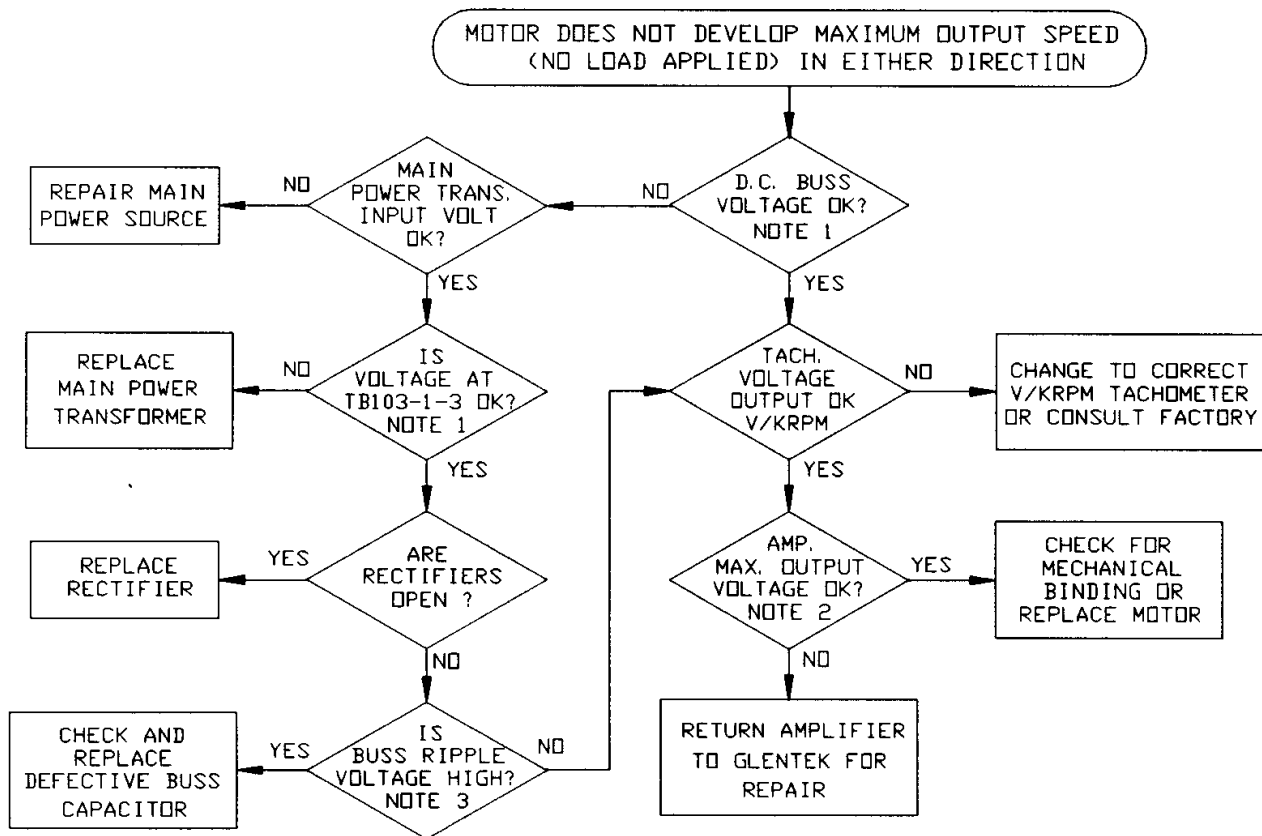 MOTOR DOES NOT DEVELOP MAXIMUM OUTPUT SPEED
(NO LOAD APPLIED) IN EITHER DIRECTION
D.C. BUSS
VOLTAGE OK?
NOTE 1
NO
YES
MAIN
POWER TRANS.
INPUT VOLT
OK?
NO
YES
REPAIR MAIN
POWER SOURCE
IS
VOLTAGE AT
TB103-1-3 OK?
NOTE 1
NO
YES
REPLACE
MAIN POWER
TRANSFORMER
ARE
RECTIFIERS
OPEN ?
YES
NO
REPLACE
RECTIFIER
IS
BUSS RIPPLE
VOLTAGE HIGH?
NOTE 3
YES
NO
CHECK AND
REPLACE
DEFECTIVE BUSS
CAPACITOR
TACH.
VOLTAGE
OUTPUT OK
V/KRPM
NO
YES
CHANGE TO CORRECT
V/KRPM TACHOMETER
OR CONSULT FACTORY
AMP.
MAX. OUTPUT
VOLTAGE OK?
NOTE 2
YES
NO
CHECK FOR
MECHANICAL
BINDING OR
REPLACE MOTOR
RETURN AMPLIFIER
TO GLENTEK FOR
REPAIR